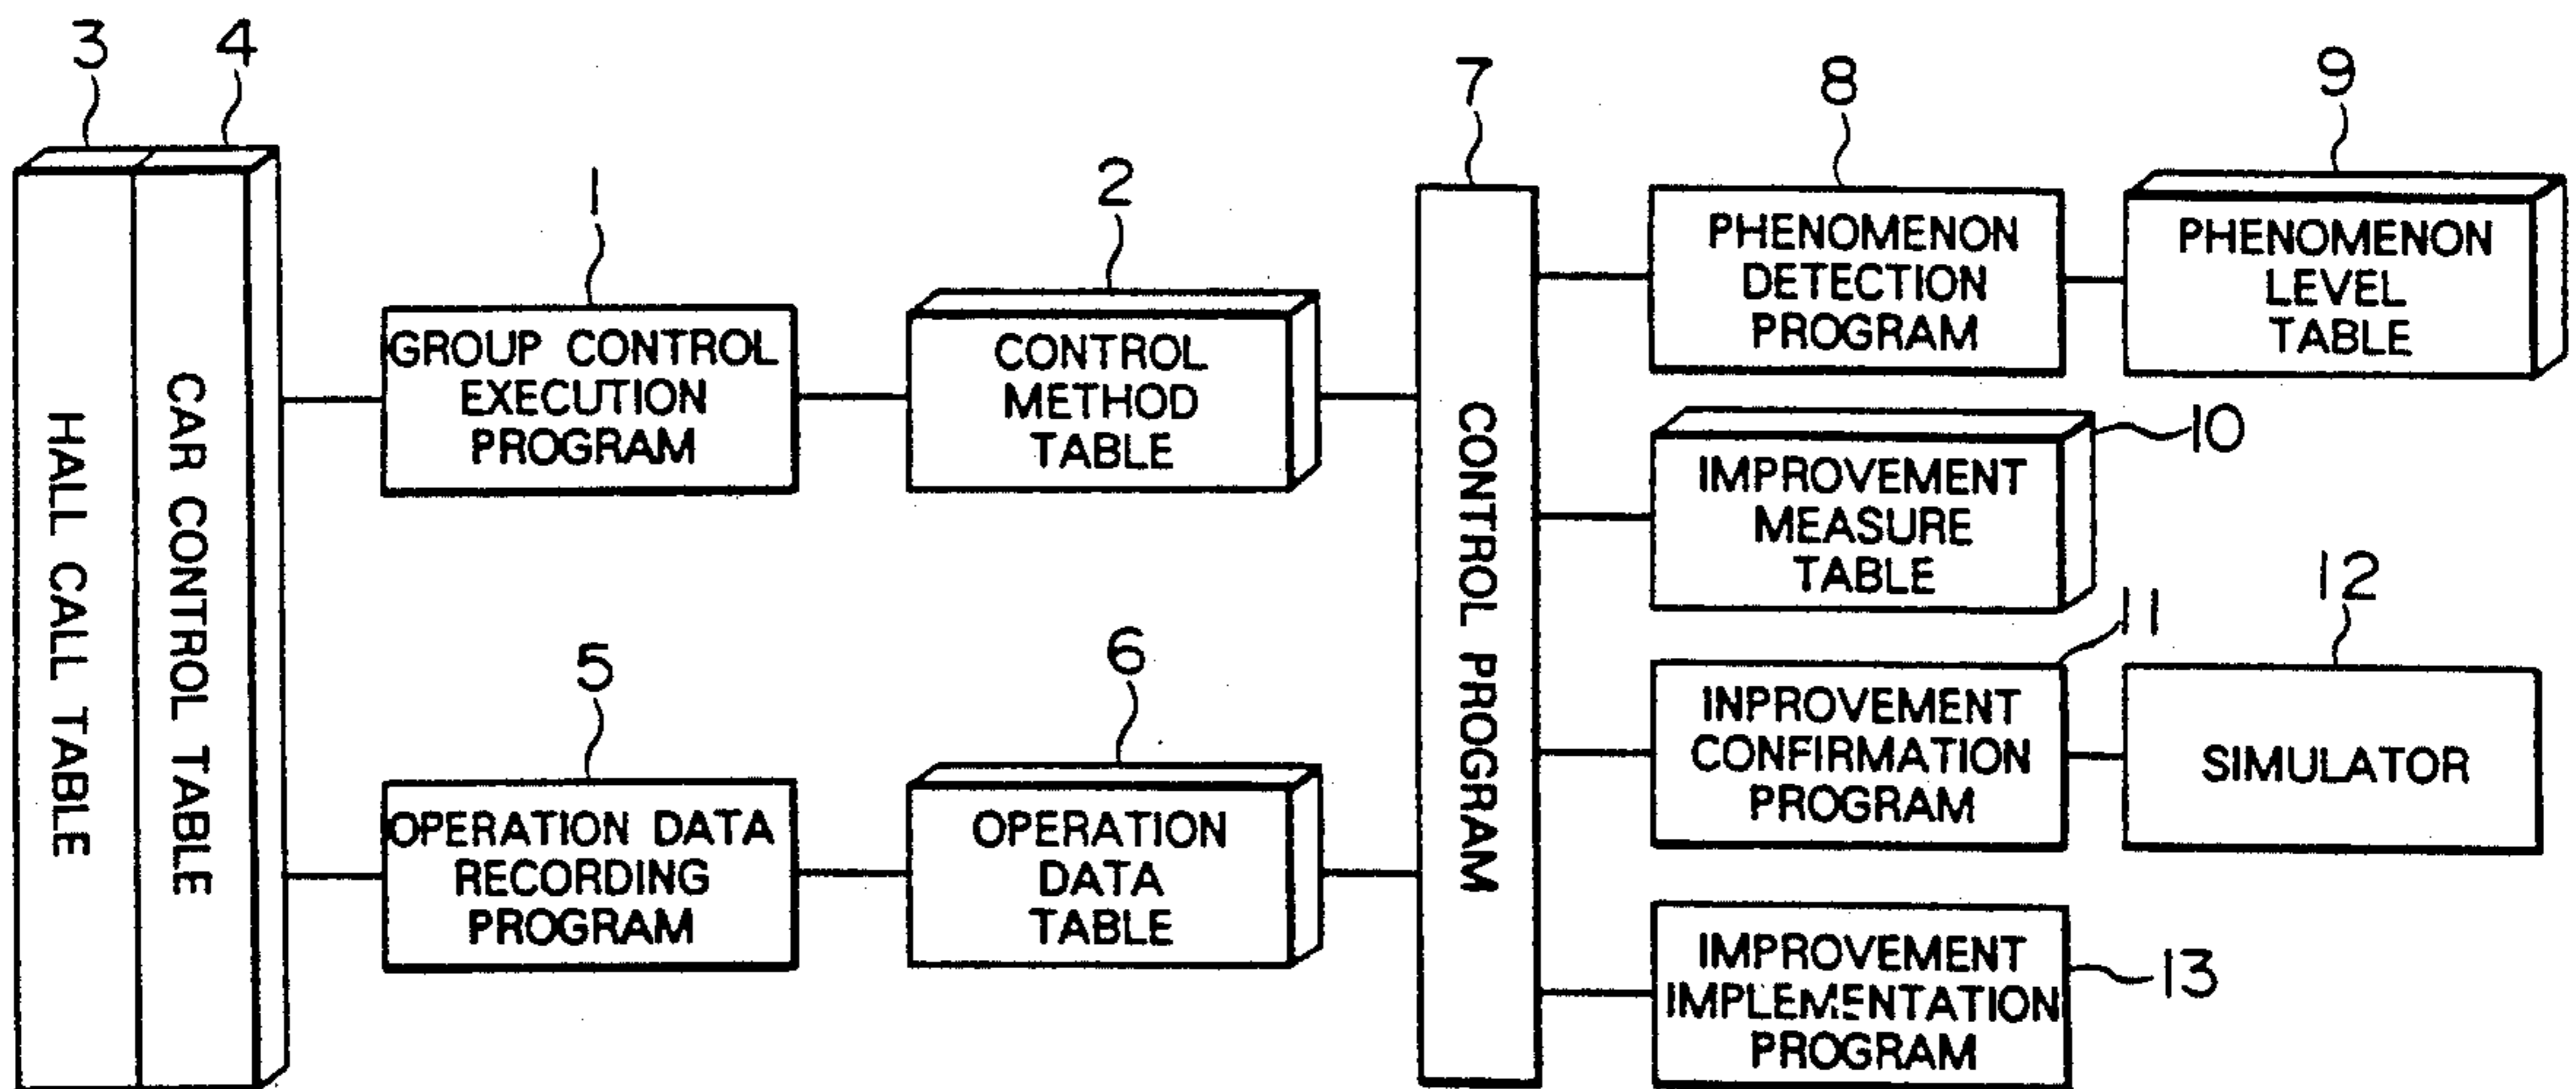 3
4
HALL CALL TABLE
CAR CONTROL TABLE
1
GROUP CONTROL
EXECUTION
PROGRAM
2
CONTROL
METHOD
TABLE
5
OPERATION DATA
RECORDING
PROGRAM
6
OPERATION
DATA
TABLE
7
CONTROL PROGRAM
8
PHENOMENON
DETECTION
PROGRAM
9
PHENOMENON
LEVEL
TABLE
10
IMPROVEMENT
MEASURE
TABLE
11
INPROVEMENT
CONFIRMATION
PROGRAM
12
SIMULATOR
13
IMPROVEMENT
IMPLEMENTATION
PROGRAM